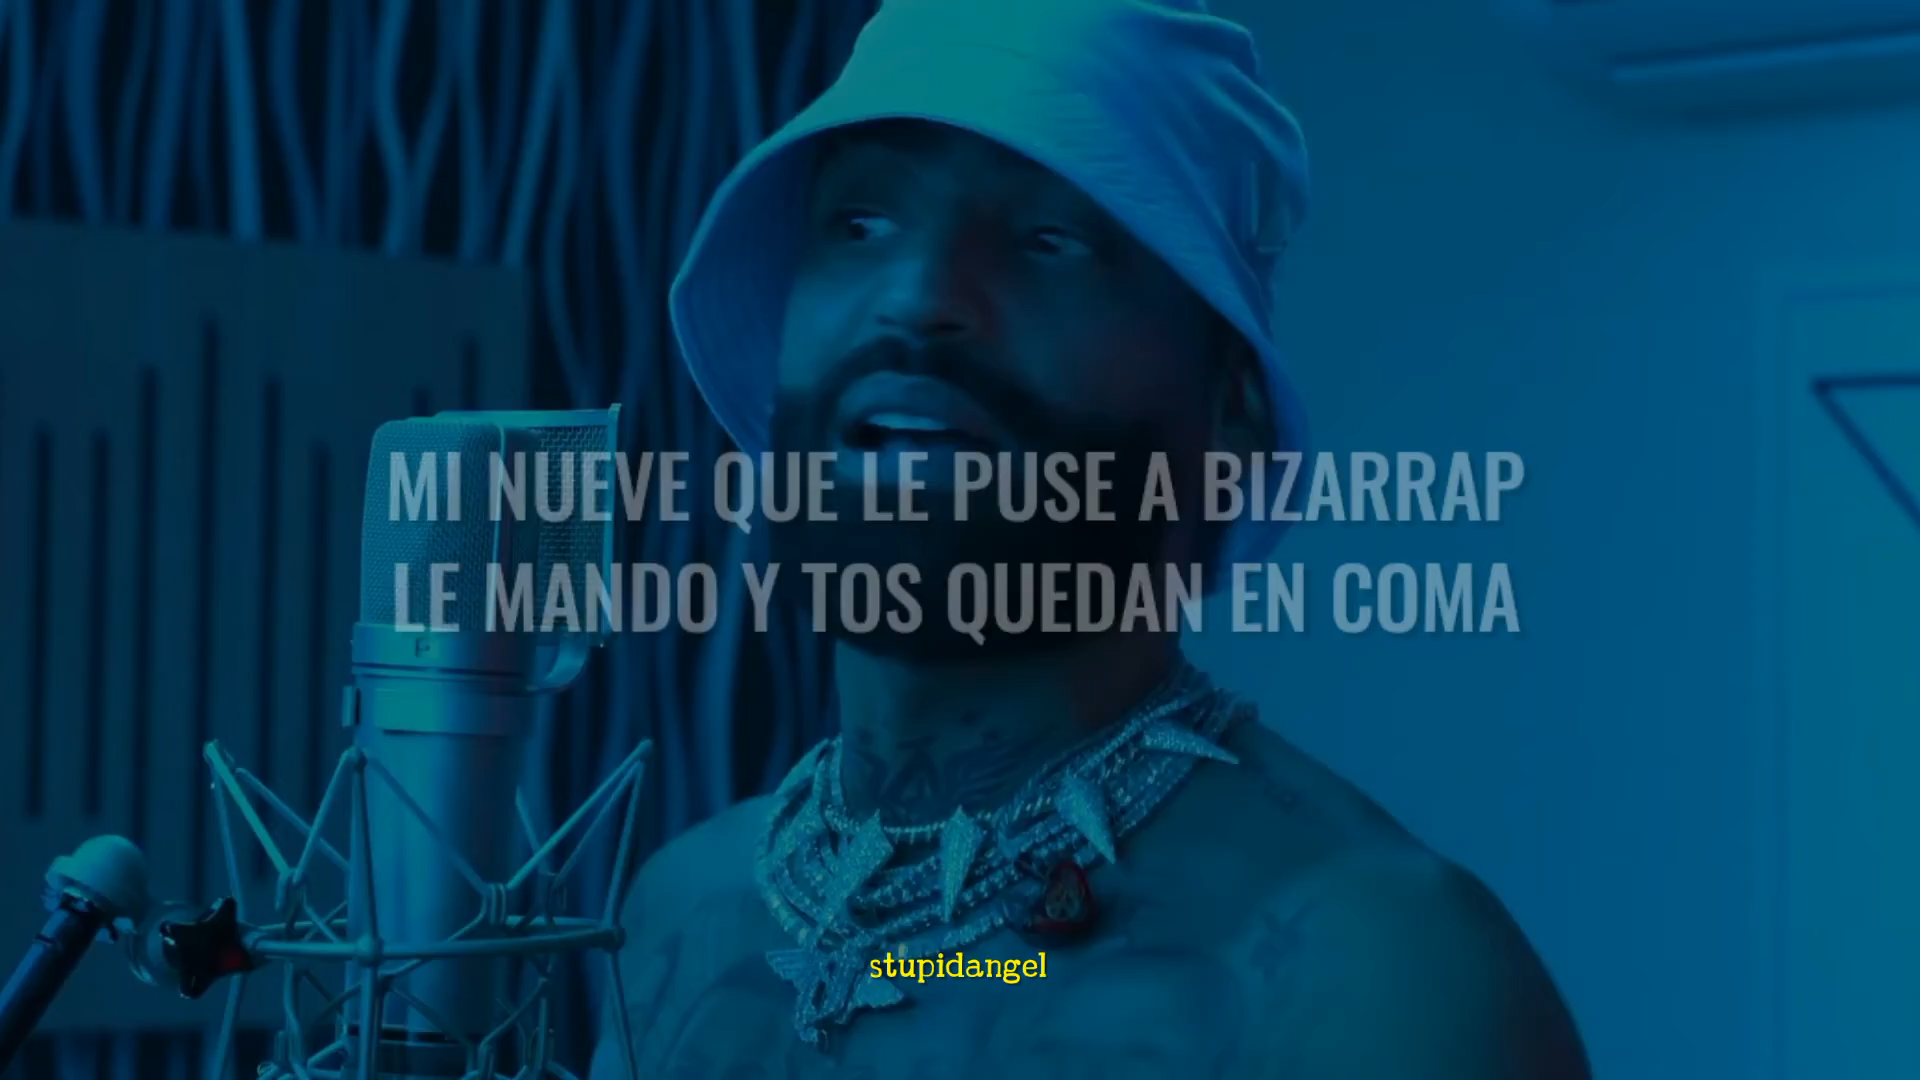 MI NUEVE QUE LE PUSE A BIZARRAP
LE MANDO Y TOS QUEDAN EN COMA
stupidangel